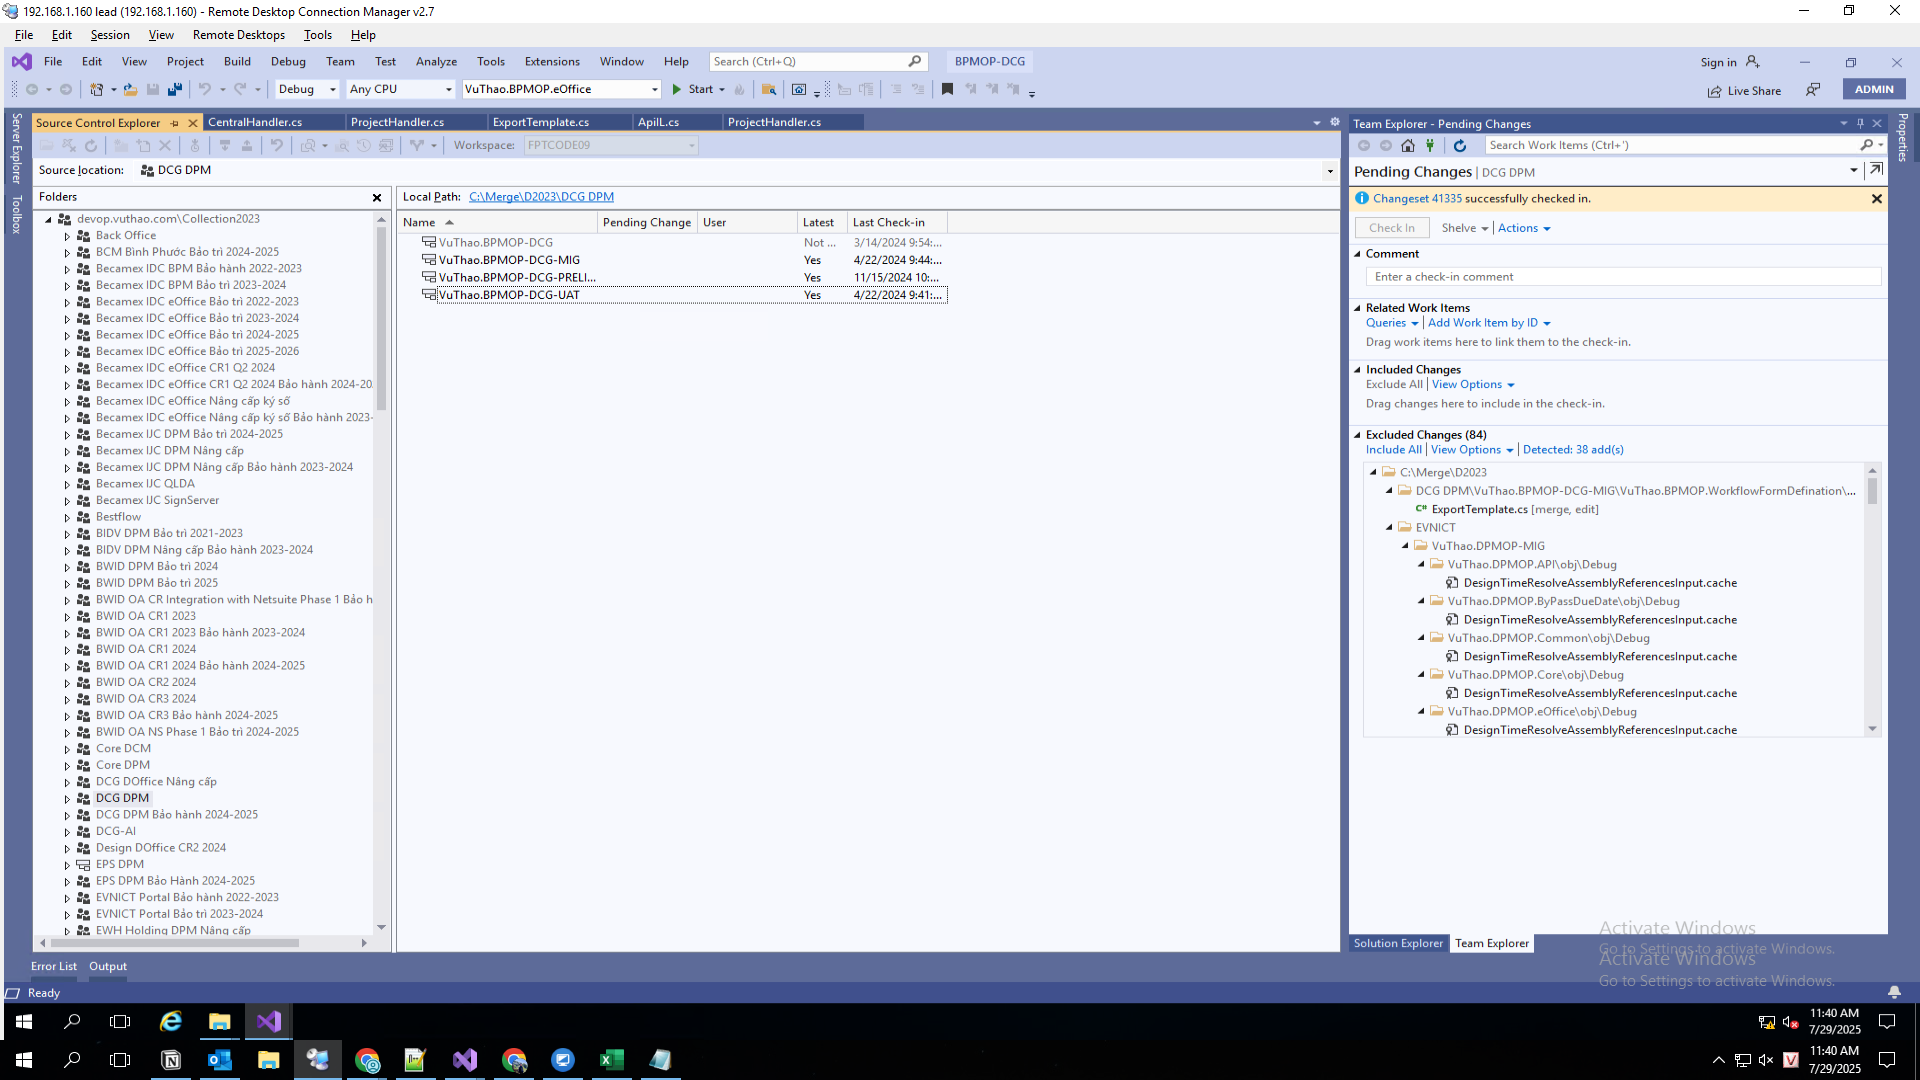 192.168.1.160 lead (192.168.1.160) - Remote Desktop Connection Manager v2.7
File Edit Session View Remote Desktops Tools Help
File Edit View Project Build Debug Team Test Analyze Tools Extensions Window Help Search (Ctrl+Q) BPMOP-DCG Sign in
Debug Any CPU VuThao.BPMOP.eOffice Start Live Share ADMIN
Server Explorer
Toolbox
Properties
Source Control Explorer CentralHandler.cs ProjectHandler.cs ExportTemplate.cs ApiIL.cs ProjectHandler.cs
Workspace: FPTCODE09
Source location: DCG DPM
Folders
devop.vuthao.com\Collection2023
Back Office
BCM Bình Phước Bảo trì 2024-2025
Becamex IDC BPM Bảo hành 2022-2023
Becamex IDC BPM Bảo trì 2023-2024
Becamex IDC eOffice Bảo trì 2022-2023
Becamex IDC eOffice Bảo trì 2023-2024
Becamex IDC eOffice Bảo trì 2024-2025
Becamex IDC eOffice Bảo trì 2025-2026
Becamex IDC eOffice CR1 Q2 2024
Becamex IDC eOffice CR1 Q2 2024 Bảo hành 2024-20
Becamex IDC eOffice Nâng cấp ký số
Becamex IDC eOffice Nâng cấp ký số Bảo hành 2023-
Becamex IJC DPM Bảo trì 2024-2025
Becamex IJC DPM Nâng cấp
Becamex IJC DPM Nâng cấp Bảo hành 2023-2024
Becamex IJC QLDA
Becamex IJC SignServer
Bestflow
BIDV DPM Bảo trì 2021-2023
BIDV DPM Nâng cấp Bảo hành 2023-2024
BWID DPM Bảo trì 2024
BWID DPM Bảo trì 2025
BWID OA CR Integration with Netsuite Phase 1 Bảo h
BWID OA CR1 2023
BWID OA CR1 2023 Bảo hành 2023-2024
BWID OA CR1 2024
BWID OA CR1 2024 Bảo hành 2024-2025
BWID OA CR2 2024
BWID OA CR3 2024
BWID OA CR3 Bảo hành 2024-2025
BWID OA NS Phase 1 Bảo trì 2024-2025
Core DCM
Core DPM
DCG DOffice Nâng cấp
DCG DPM
DCG DPM Bảo hành 2024-2025
DCG-AI
Design DOffice CR2 2024
EPS DPM
EPS DPM Bảo Hành 2024-2025
EVNICT Portal Bảo hành 2022-2023
EVNICT Portal Bảo trì 2023-2024
EWH Holding DPM Nâng cấp
Local Path: C:\Merge\D2023\DCG DPM
Name Pending Change User Latest Last Check-in
VuThao.BPMOP-DCG Not ... 3/14/2024 9:54:...
VuThao.BPMOP-DCG-MIG Yes 4/22/2024 9:44:...
VuThao.BPMOP-DCG-PRELI... Yes 11/15/2024 10:...
VuThao.BPMOP-DCG-UAT Yes 4/22/2024 9:41:...
Team Explorer - Pending Changes
Search Work Items (Ctrl+')
Pending Changes | DCG DPM
Changeset 41335 successfully checked in.
Check In Shelve Actions
Comment
Enter a check-in comment
Related Work Items
Queries Add Work Item by ID
Drag work items here to link them to the check-in.
Included Changes
Exclude All View Options
Drag changes here to include in the check-in.
Excluded Changes (84)
Include All View Options Detected: 38 add(s)
C:\Merge\D2023
DCG DPM\VuThao.BPMOP-DCG-MIG\VuThao.BPMOP.WorkflowFormDefination\...
C# ExportTemplate.cs [merge, edit]
EVNICT
VuThao.DPMOP-MIG
VuThao.DPMOP.API\obj\Debug
DesignTimeResolveAssemblyReferencesInput.cache
VuThao.DPMOP.ByPassDueDate\obj\Debug
DesignTimeResolveAssemblyReferencesInput.cache
VuThao.DPMOP.Common\obj\Debug
DesignTimeResolveAssemblyReferencesInput.cache
VuThao.DPMOP.Core\obj\Debug
DesignTimeResolveAssemblyReferencesInput.cache
VuThao.DPMOP.eOffice\obj\Debug
DesignTimeResolveAssemblyReferencesInput.cache
Activate Windows
Go to Settings to activate Windows.
Activate Windows
Go to Settings to activate Windows.
Solution Explorer Team Explorer
Error List Output
Ready
11:40 AM
7/29/2025
11:40 AM
7/29/2025